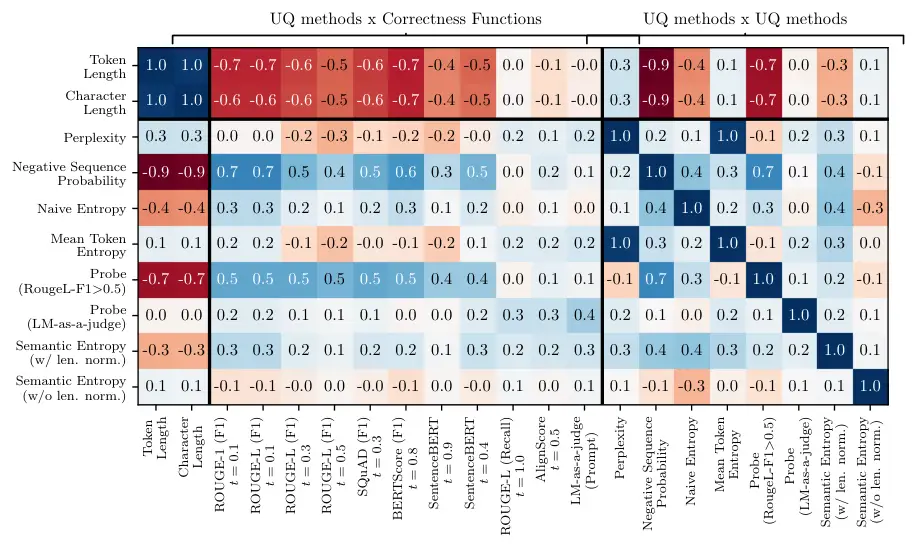 UQ methods x Correctness Functions UQ methods x UQ methods
Token
Length
1.0 1.0 -0.7 -0.7 -0.6 -0.5 -0.6 -0.7 -0.4 -0.5 0.0 -0.1 -0.0 0.3 -0.9 -0.4 0.1 -0.7 0.0 -0.3 0.1
Character
Length
1.0 1.0 -0.6 -0.6 -0.6 -0.5 -0.6 -0.7 -0.4 -0.5 0.0 -0.1 -0.0 0.3 -0.9 -0.4 0.1 -0.7 0.0 -0.3 0.1
Perplexity 0.3 0.3 0.0 0.0 -0.2 -0.3 -0.1 -0.2 -0.2 -0.0 0.2 0.1 0.2 1.0 0.2 0.1 1.0 -0.1 0.2 0.3 0.1
Negative Sequence
Probability
-0.9 -0.9 0.7 0.7 0.5 0.4 0.5 0.6 0.3 0.5 0.0 0.2 0.1 0.2 1.0 0.4 0.3 0.7 0.1 0.4 -0.1
Naive Entropy -0.4 -0.4 0.3 0.3 0.2 0.1 0.2 0.3 0.1 0.2 0.0 0.1 0.0 0.1 0.4 1.0 0.2 0.3 0.0 0.4 -0.3
Mean Token
Entropy
0.1 0.1 0.2 0.2 -0.1 -0.2 -0.0 -0.1 -0.2 0.1 0.2 0.2 0.2 1.0 0.3 0.2 1.0 -0.1 0.2 0.3 0.0
Probe
(RougeL-F1>0.5)
-0.7 -0.7 0.5 0.5 0.5 0.5 0.5 0.5 0.4 0.4 0.0 0.1 0.1 -0.1 0.7 0.3 -0.1 1.0 0.1 0.2 -0.1
Probe
(LM-as-a-judge)
0.0 0.0 0.2 0.2 0.1 0.1 0.1 0.0 0.0 0.2 0.3 0.3 0.4 0.2 0.1 0.0 0.2 0.1 1.0 0.2 0.1
Semantic Entropy
(w/ len. norm.)
-0.3 -0.3 0.3 0.3 0.2 0.1 0.2 0.2 0.1 0.3 0.2 0.2 0.3 0.3 0.4 0.4 0.3 0.2 0.2 1.0 0.1
Semantic Entropy
(w/o len. norm.)
0.1 0.1 -0.1 -0.1 -0.0 0.0 -0.0 -0.1 0.0 -0.0 0.1 0.0 0.1 0.1 -0.1 -0.3 0.0 -0.1 0.1 0.1 1.0
Token
Length
Character
Length
ROUGE-1 (F1)
t = 0.1
ROUGE-L (F1)
t = 0.1
ROUGE-L (F1)
t = 0.3
ROUGE-L (F1)
t = 0.5
SQuAD (F1)
t = 0.3
BERTScore (F1)
t = 0.8
SentenceBERT
t = 0.9
SentenceBERT
t = 0.4
ROUGE-L (Recall)
t = 1.0
AlignScore
t = 0.5
LM-as-a-judge
(Prompt)
Perplexity
Negative Sequence
Probability
Naive Entropy
Mean Token
Entropy
Probe
(RougeL-F1>0.5)
Probe
(LM-as-a-judge)
Semantic Entropy
(w/ len. norm.)
Semantic Entropy
(w/o len. norm.)